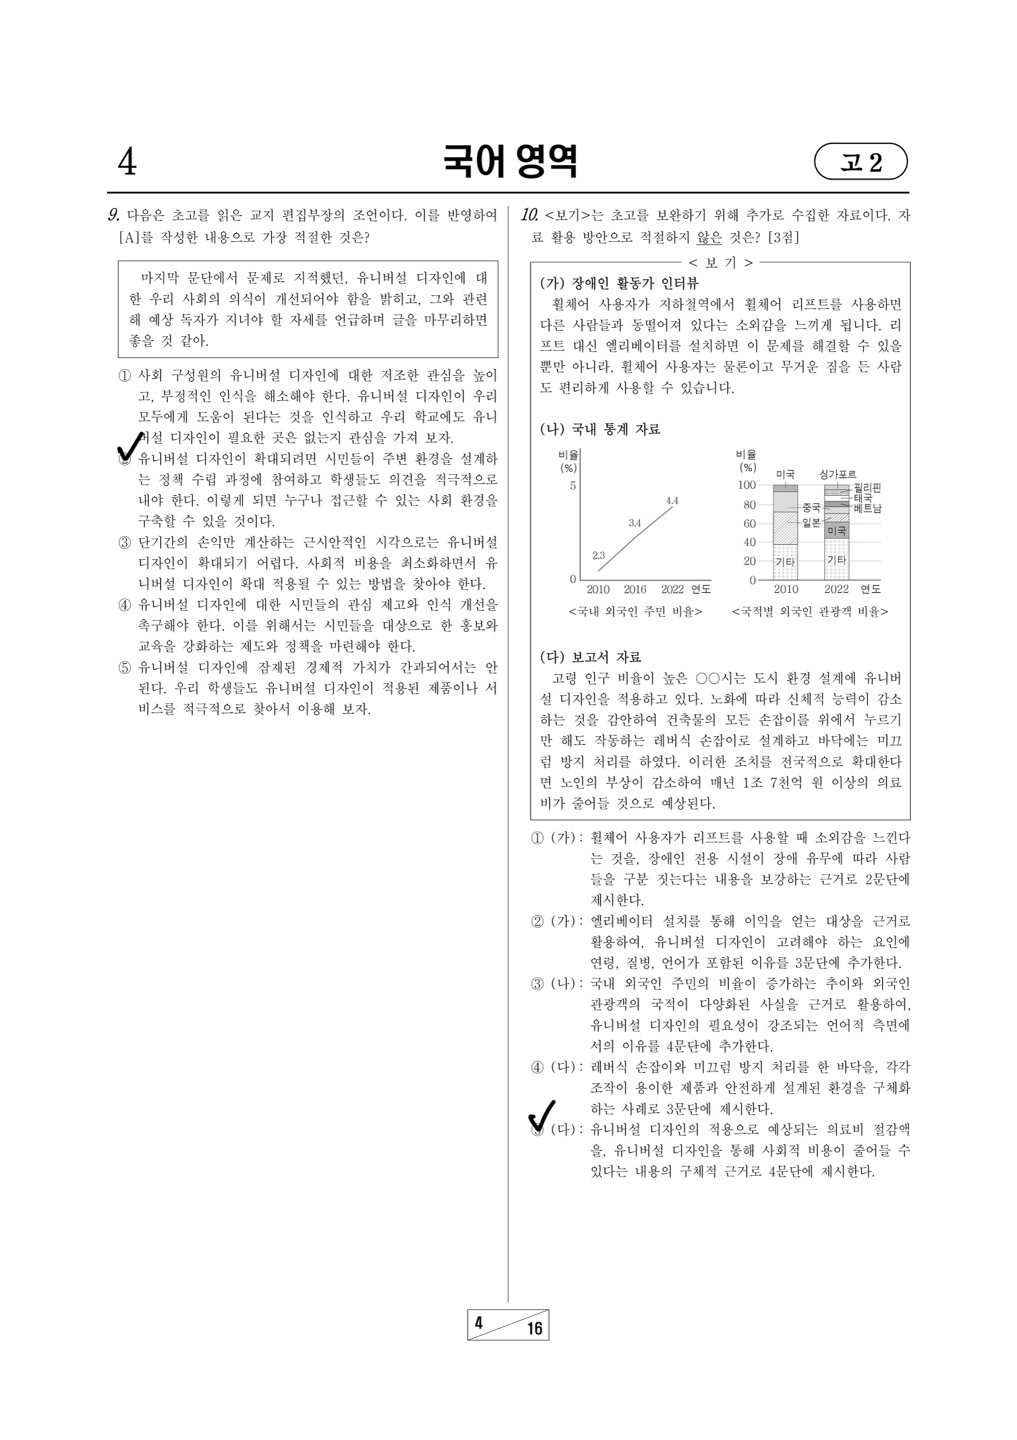 4
국어 영역
고 2
9. 다음은 초고를 읽은 교지 편집부장의 조언이다. 이를 반영하여
[A]를 작성한 내용으로 가장 적절한 것은?
마지막 문단에서 문제로 지적했던, 유니버설 디자인에 대
한 우리 사회의 의식이 개선되어야 함을 밝히고, 그와 관련
해 예상 독자가 지녀야 할 자세를 언급하며 글을 마무리하면
좋을 것 같아.
① 사회 구성원의 유니버설 디자인에 대한 저조한 관심을 높이
고, 부정적인 인식을 해소해야 한다. 유니버설 디자인이 우리
모두에게 도움이 된다는 것을 인식하고 우리 학교에도 유니
버설 디자인이 필요한 곳은 없는지 관심을 가져 보자.
② 유니버설 디자인이 확대되려면 시민들이 주변 환경을 설계하
는 정책 수립 과정에 참여하고 학생들도 의견을 적극적으로
내야 한다. 이렇게 되면 누구나 접근할 수 있는 사회 환경을
구축할 수 있을 것이다.
③ 단기간의 손익만 계산하는 근시안적인 시각으로는 유니버설
디자인이 확대되기 어렵다. 사회적 비용을 최소화하면서 유
니버설 디자인이 확대 적용될 수 있는 방법을 찾아야 한다.
④ 유니버설 디자인에 대한 시민들의 관심 제고와 인식 개선을
촉구해야 한다. 이를 위해서는 시민들을 대상으로 한 홍보와
교육을 강화하는 제도와 정책을 마련해야 한다.
⑤ 유니버설 디자인에 잠재된 경제적 가치가 간과되어서는 안
된다. 우리 학생들도 유니버설 디자인이 적용된 제품이나 서
비스를 적극적으로 찾아서 이용해 보자.
10. <보기>는 초고를 보완하기 위해 추가로 수집한 자료이다. 자
료 활용 방안으로 적절하지 않은 것은? [3점]
< 보 기 >
(가) 장애인 활동가 인터뷰
휠체어 사용자가 지하철역에서 휠체어 리프트를 사용하면
다른 사람들과 동떨어져 있다는 소외감을 느끼게 됩니다. 리
프트 대신 엘리베이터를 설치하면 이 문제를 해결할 수 있을
뿐만 아니라, 휠체어 사용자는 물론이고 무거운 짐을 든 사람
도 편리하게 사용할 수 있습니다.
(나) 국내 통계 자료
비율
(%)
5
4.4
3.4
2.3
0
2010 2016 2022 연도
<국내 외국인 주민 비율>
비율
(%)
미국 싱가포르
100
80
60
40
20
0
필리핀
태국
베트남
중국
일본
미국
기타 기타
2010 2022 연도
<국적별 외국인 관광객 비율>
(다) 보고서 자료
고령 인구 비율이 높은 ○○시는 도시 환경 설계에 유니버
설 디자인을 적용하고 있다. 노화에 따라 신체적 능력이 감소
하는 것을 감안하여 건축물의 모든 손잡이를 위에서 누르기
만 해도 작동하는 레버식 손잡이로 설계하고 바닥에는 미끄
럼 방지 처리를 하였다. 이러한 조치를 전국적으로 확대한다
면 노인의 부상이 감소하여 매년 1조 7천억 원 이상의 의료
비가 줄어들 것으로 예상된다.
① (가) : 휠체어 사용자가 리프트를 사용할 때 소외감을 느낀다
는 것을, 장애인 전용 시설이 장애 유무에 따라 사람
들을 구분 짓는다는 내용을 보강하는 근거로 2문단에
제시한다.
② (가) : 엘리베이터 설치를 통해 이익을 얻는 대상을 근거로
활용하여, 유니버설 디자인이 고려해야 하는 요인에
연령, 질병, 언어가 포함된 이유를 3문단에 추가한다.
③ (나) : 국내 외국인 주민의 비율이 증가하는 추이와 외국인
관광객의 국적이 다양화된 사실을 근거로 활용하여,
유니버설 디자인의 필요성이 강조되는 언어적 측면에
서의 이유를 4문단에 추가한다.
④ (다) : 레버식 손잡이와 미끄럼 방지 처리를 한 바닥을, 각각
조작이 용이한 제품과 안전하게 설계된 환경을 구체화
하는 사례로 3문단에 제시한다.
⑤ (다) : 유니버설 디자인의 적용으로 예상되는 의료비 절감액
을, 유니버설 디자인을 통해 사회적 비용이 줄어들 수
있다는 내용의 구체적 근거로 4문단에 제시한다.
4
16